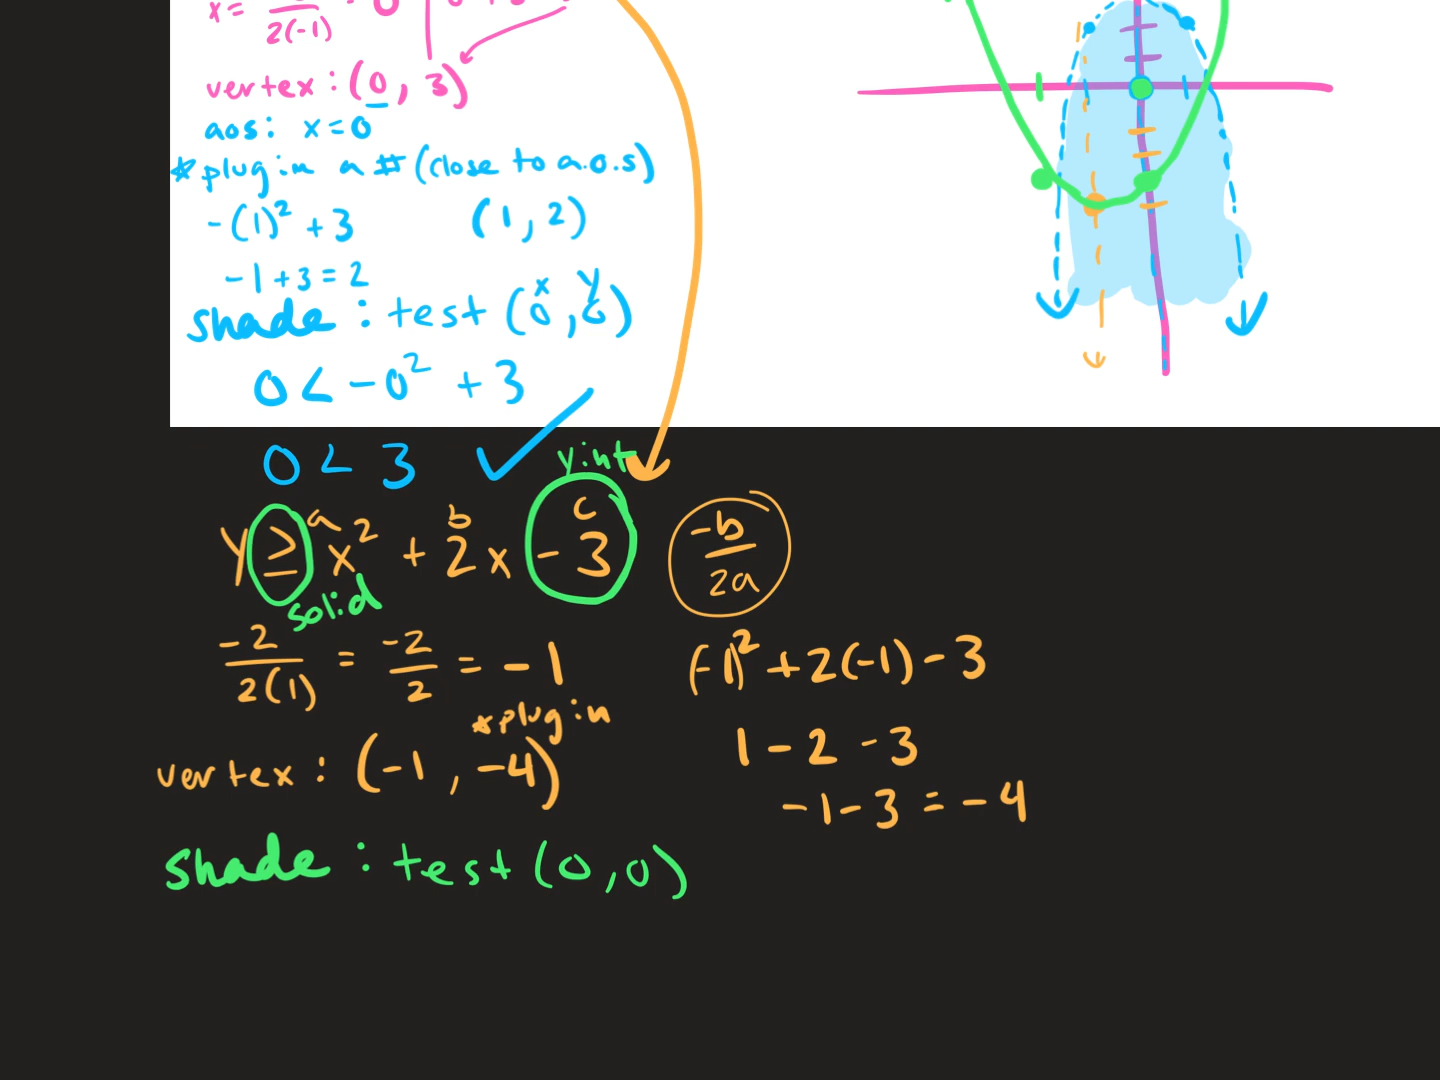 x = 2(-1) : 0
vertex : (0, 3)
aos: x=0
*plug in a # (close to a.o.s)
-(1)² + 3 (1, 2)
-1+3=2
x y
shade : test (0, 0)
0 < -0² + 3
0 < 3 ✓
y.int
a b c
y ≥ x² + 2x - 3 -b/2a
solid
-2/2(1) = -2/2 = -1 (-1)² + 2(-1) - 3
*plug in
vertex : (-1, -4) 1 - 2 - 3
-1 - 3 = -4
shade : test (0,0)